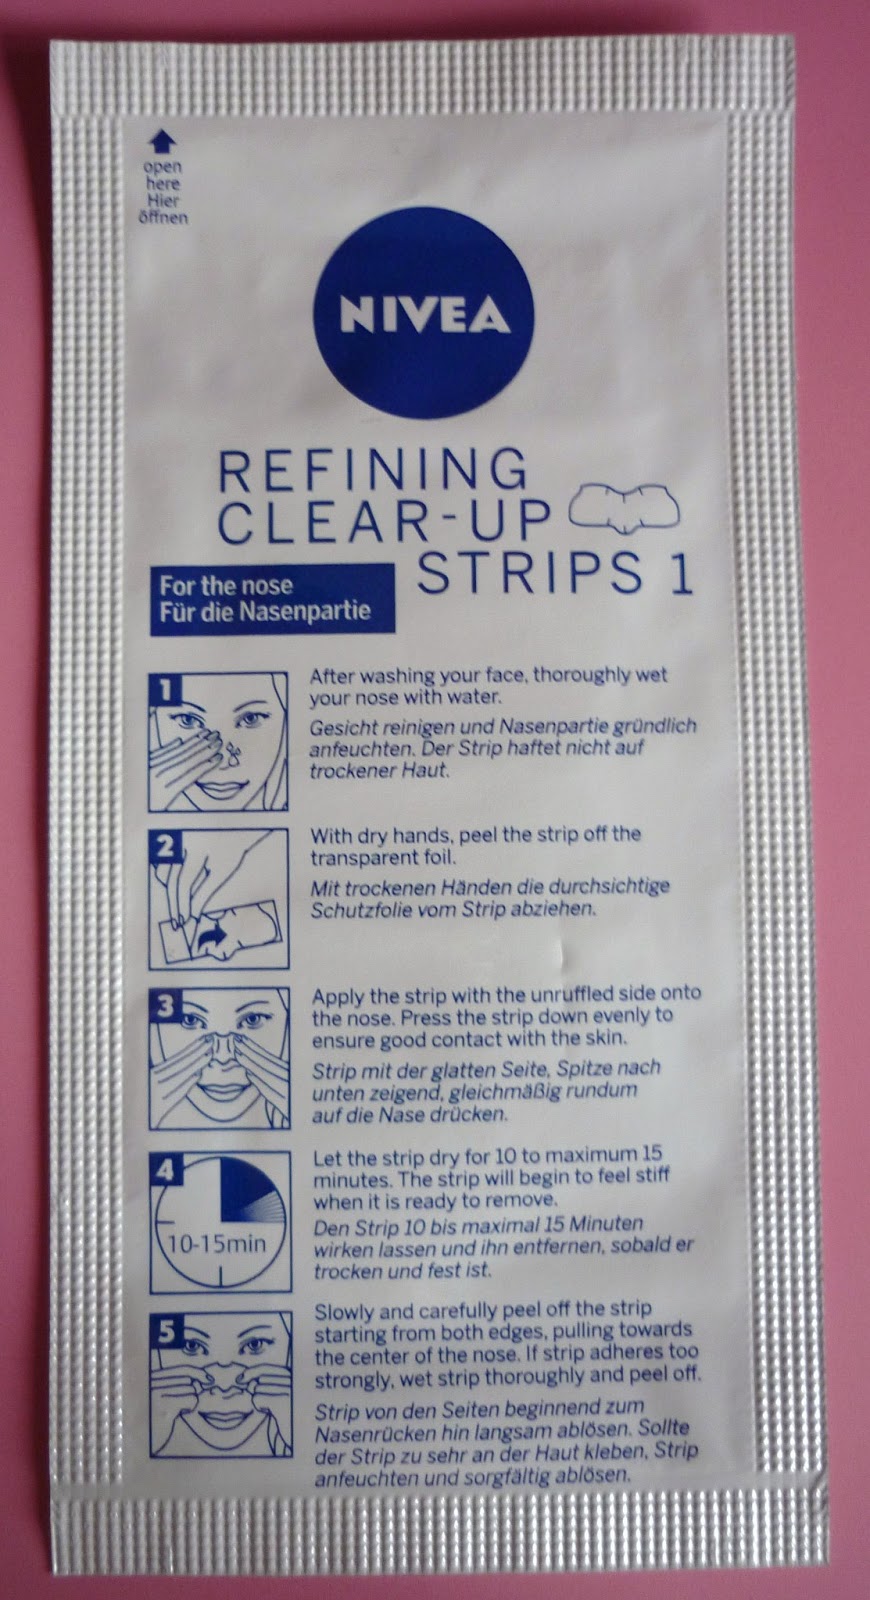 open
here
Hier
öffnen
NIVEA
REFINING
CLEAR-UP
STRIPS 1
For the nose
Für die Nasenpartie
1
After washing your face, thoroughly wet
your nose with water.
Gesicht reinigen und Nasenpartie gründlich
anfeuchten. Der Strip haftet nicht auf
trockener Haut.
2
With dry hands, peel the strip off the
transparent foil.
Mit trockenen Händen die durchsichtige
Schutzfolie vom Strip abziehen.
3
Apply the strip with the unruffled side onto
the nose. Press the strip down evenly to
ensure good contact with the skin.
Strip mit der glatten Seite, Spitze nach
unten zeigend, gleichmäßig rundum
auf die Nase drücken.
4
10-15min
Let the strip dry for 10 to maximum 15
minutes. The strip will begin to feel stiff
when it is ready to remove.
Den Strip 10 bis maximal 15 Minuten
wirken lassen und ihn entfernen, sobald er
trocken und fest ist.
5
Slowly and carefully peel off the strip
starting from both edges, pulling towards
the center of the nose. If strip adheres too
strongly, wet strip thoroughly and peel off.
Strip von den Seiten beginnend zum
Nasenrücken hin langsam ablösen. Sollte
der Strip zu sehr an der Haut kleben, Strip
anfeuchten und sorgfältig ablösen.